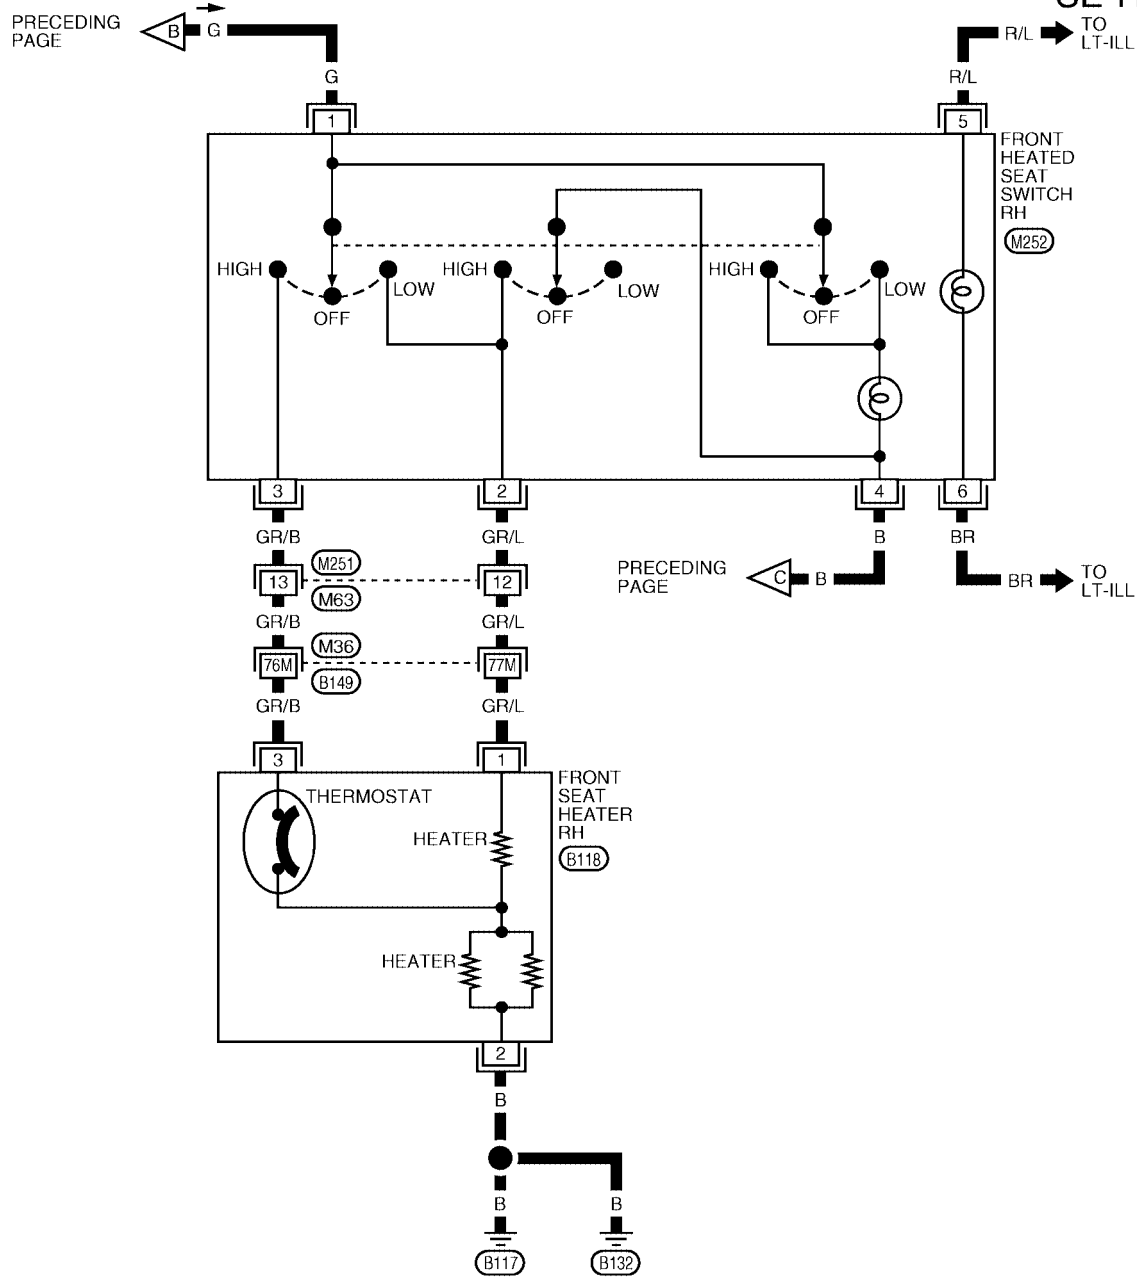 PRECEDING
PAGE
B
G
G
1
R/L
TO
LT-ILL
R/L
5
FRONT
HEATED
SEAT
SWITCH
RH
M252
HIGH
LOW
OFF
HIGH
LOW
OFF
HIGH
LOW
OFF
3
2
4
6
GR/B
GR/L
B
BR
PRECEDING
PAGE
C
B
BR
TO
LT-ILL
M251
13
12
M63
GR/B
GR/L
M36
76M
77M
B149
GR/B
GR/L
3
1
FRONT
SEAT
HEATER
RH
B118
THERMOSTAT
HEATER
HEATER
2
B
B
B
B117
B132